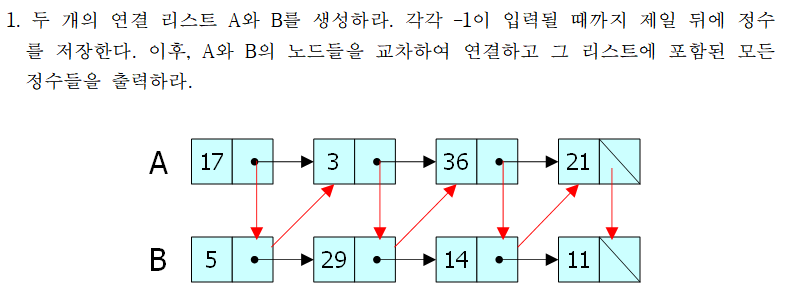 1. 두 개의 연결 리스트 A와 B를 생성하라. 각각 -1이 입력될 때까지 제일 뒤에 정수
를 저장한다. 이후, A와 B의 노드들을 교차하여 연결하고 그 리스트에 포함된 모든
정수들을 출력하라.
A 17 3 36 21
B 5 29 14 11